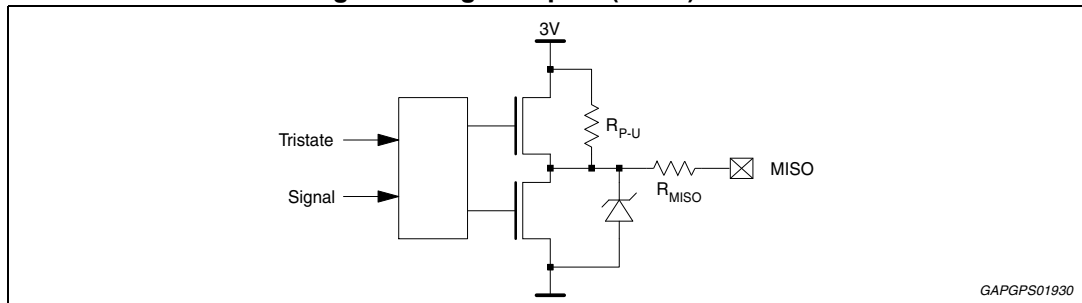 3V
R_P-U
Tristate
MISO
R_MISO
Signal
GAPGPS01930